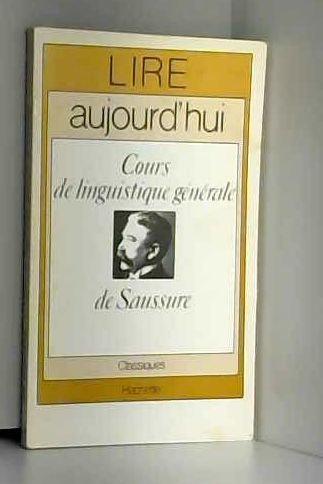 LIRE
aujourd'hui
Cours
de linguistique générale
de Saussure
Classiques
Hachette